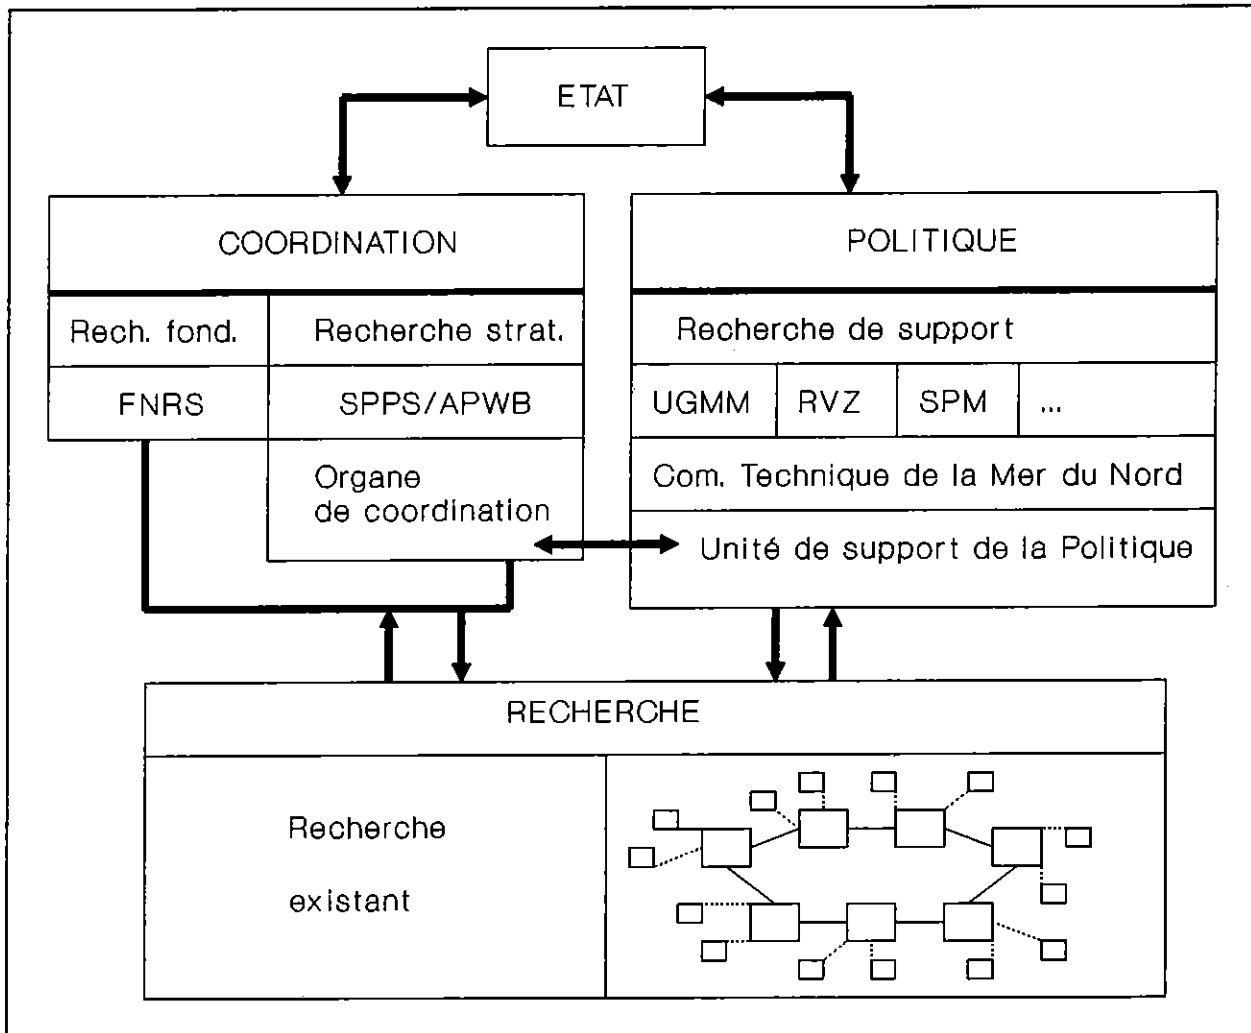 ETAT
COORDINATION
Rech. fond.
Recherche strat.
FNRS
SPPS/APWB
Organe
de coordination
POLITIQUE
Recherche de support
UGMM
RVZ
SPM
...
Com. Technique de la Mer du Nord
Unité de support de la Politique
RECHERCHE
Recherche
existant